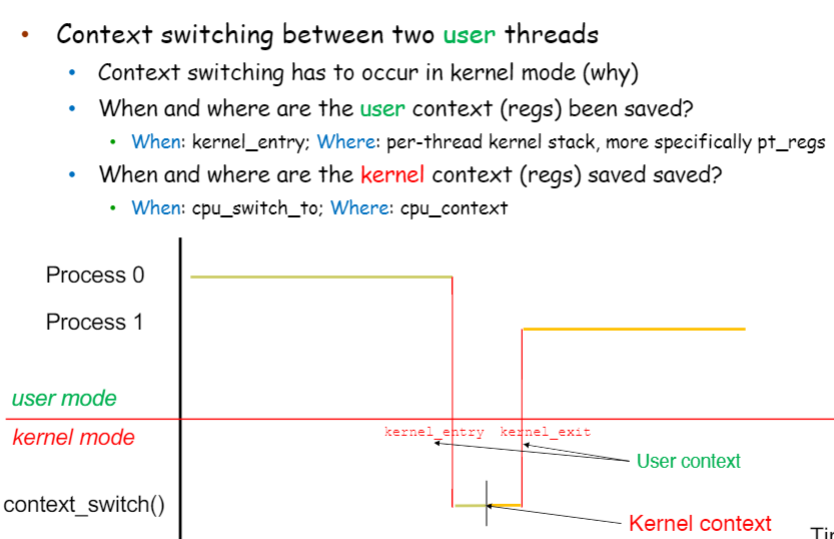 Context switching between two user threads
Context switching has to occur in kernel mode (why)
When and where are the user context (regs) been saved?
When: kernel_entry; Where: per-thread kernel stack, more specifically pt_regs
When and where are the kernel context (regs) saved saved?
When: cpu_switch_to; Where: cpu_context
Process 0
Process 1
user mode
kernel mode
kernel_entry kernel_exit
User context
context_switch()
Kernel context